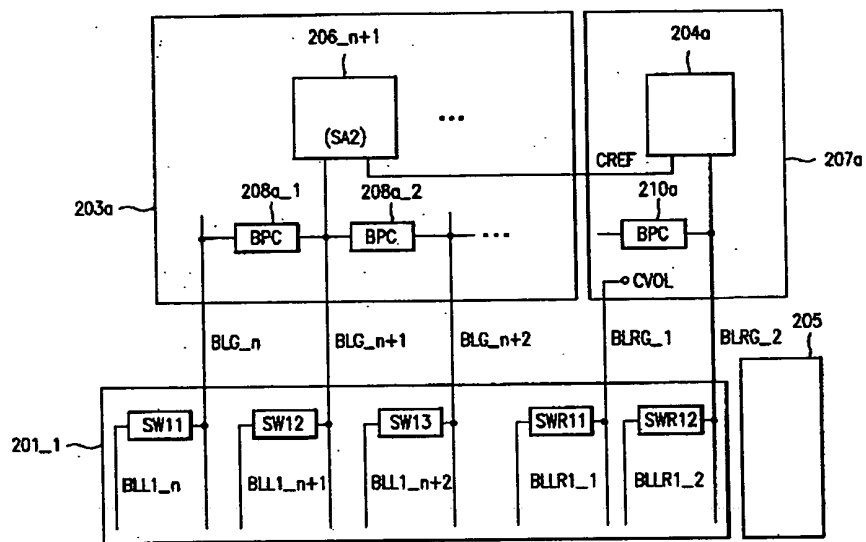 206_n+1
204a
(SA2)
...
CREF
207a
208a_1
208a_2
210a
203a
BPC
BPC
...
BPC
CVOL
BLG_n
BLG_n+1
BLG_n+2
BLRG_1
BLRG_2
205
SW11
SW12
SW13
SWR11
SWR12
201_1
BLL1_n
BLL1_n+1
BLL1_n+2
BLLR1_1
BLLR1_2